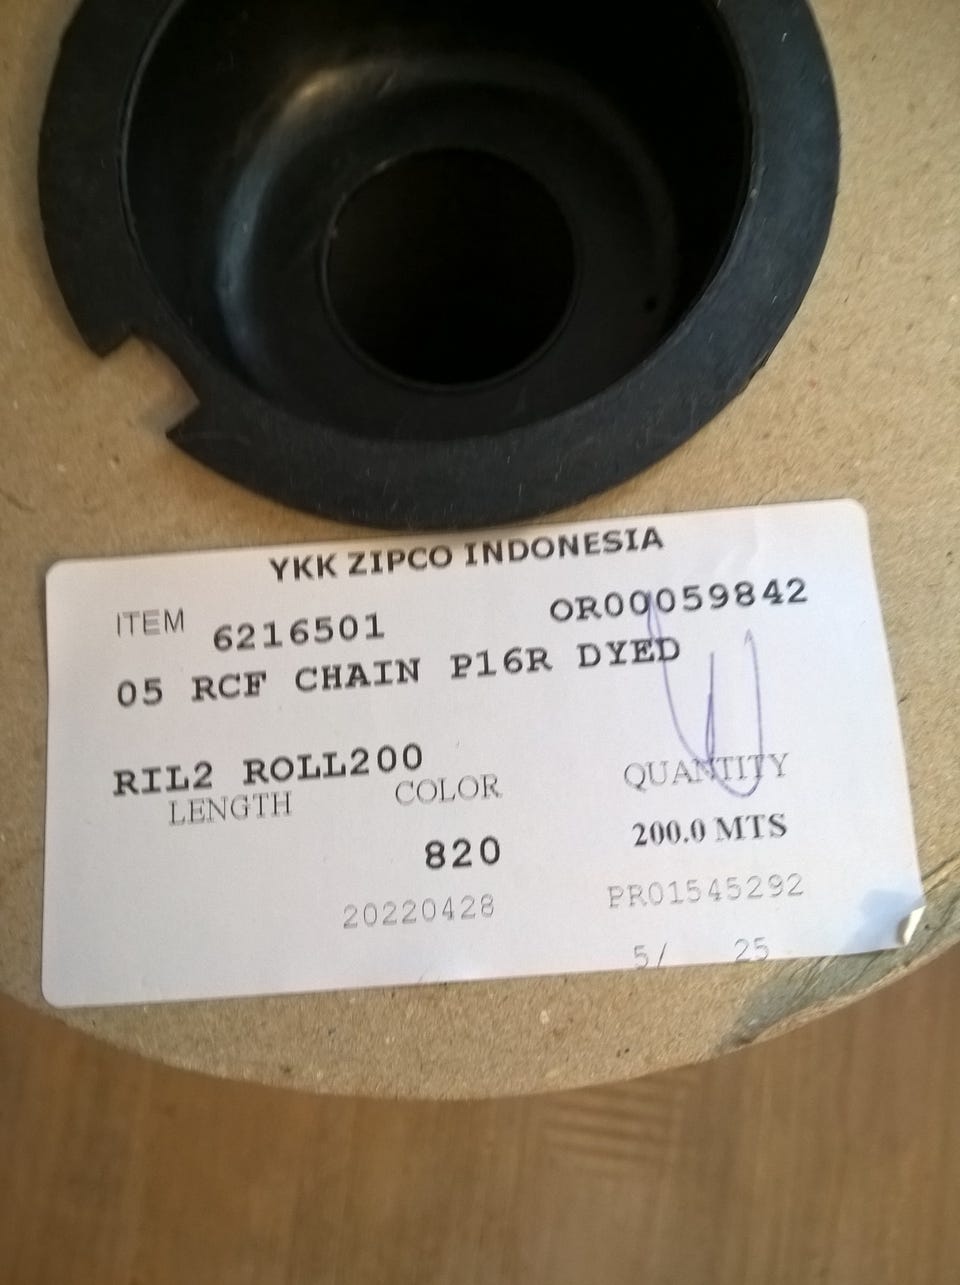 YKK ZIPCO INDONESIA
ITEM 6216501 OR00059842
05 RCF CHAIN P16R DYED
RIL2 ROLL200
LENGTH COLOR QUANTITY
820 200.0 MTS
20220428 PR01545292
5/ 25